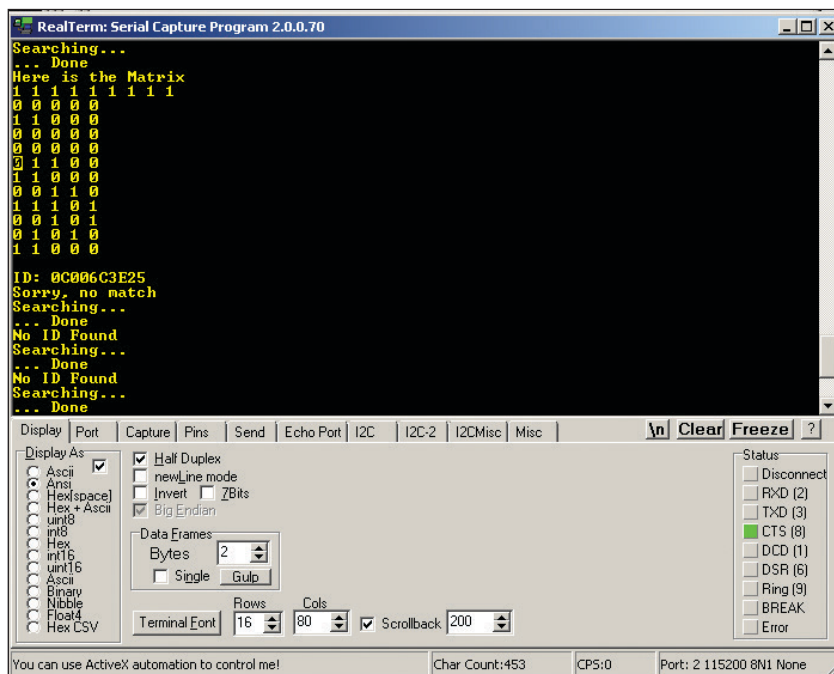 RealTerm: Serial Capture Program 2.0.0.70
Searching...
... Done
Here is the Matrix
1 1 1 1 1 1 1 1 1
0 0 0 0 0
1 1 0 0 0
0 0 0 0 0
0 0 0 0 0
0 1 1 0 0
1 1 0 0 0
0 0 1 1 0
1 1 1 0 1
0 0 1 0 1
0 1 0 1 0
1 1 0 0 0
ID: 0C006C3E25
Sorry, no match
Searching...
... Done
No ID Found
Searching...
... Done
No ID Found
Searching...
... Done
Display Port Capture Pins Send Echo Port I2C I2C-2 I2CMisc Misc \n Clear Freeze ?
Display As
Ascii
Ansi
Hex[space]
Hex + Ascii
uint8
int8
Hex
int16
uint16
Ascii
Binary
Nibble
Float4
Hex CSV
Half Duplex
newLine mode
Invert 7Bits
Big Endian
Data Frames
Bytes 2
Single Gulp
Rows Cols
Terminal Font 16 80 Scrollback 200
Status
Disconnect
RXD (2)
TXD (3)
CTS (8)
DCD (1)
DSR (6)
Ring (9)
BREAK
Error
You can use ActiveX automation to control me! Char Count:453 CPS:0 Port: 2 115200 8N1 None